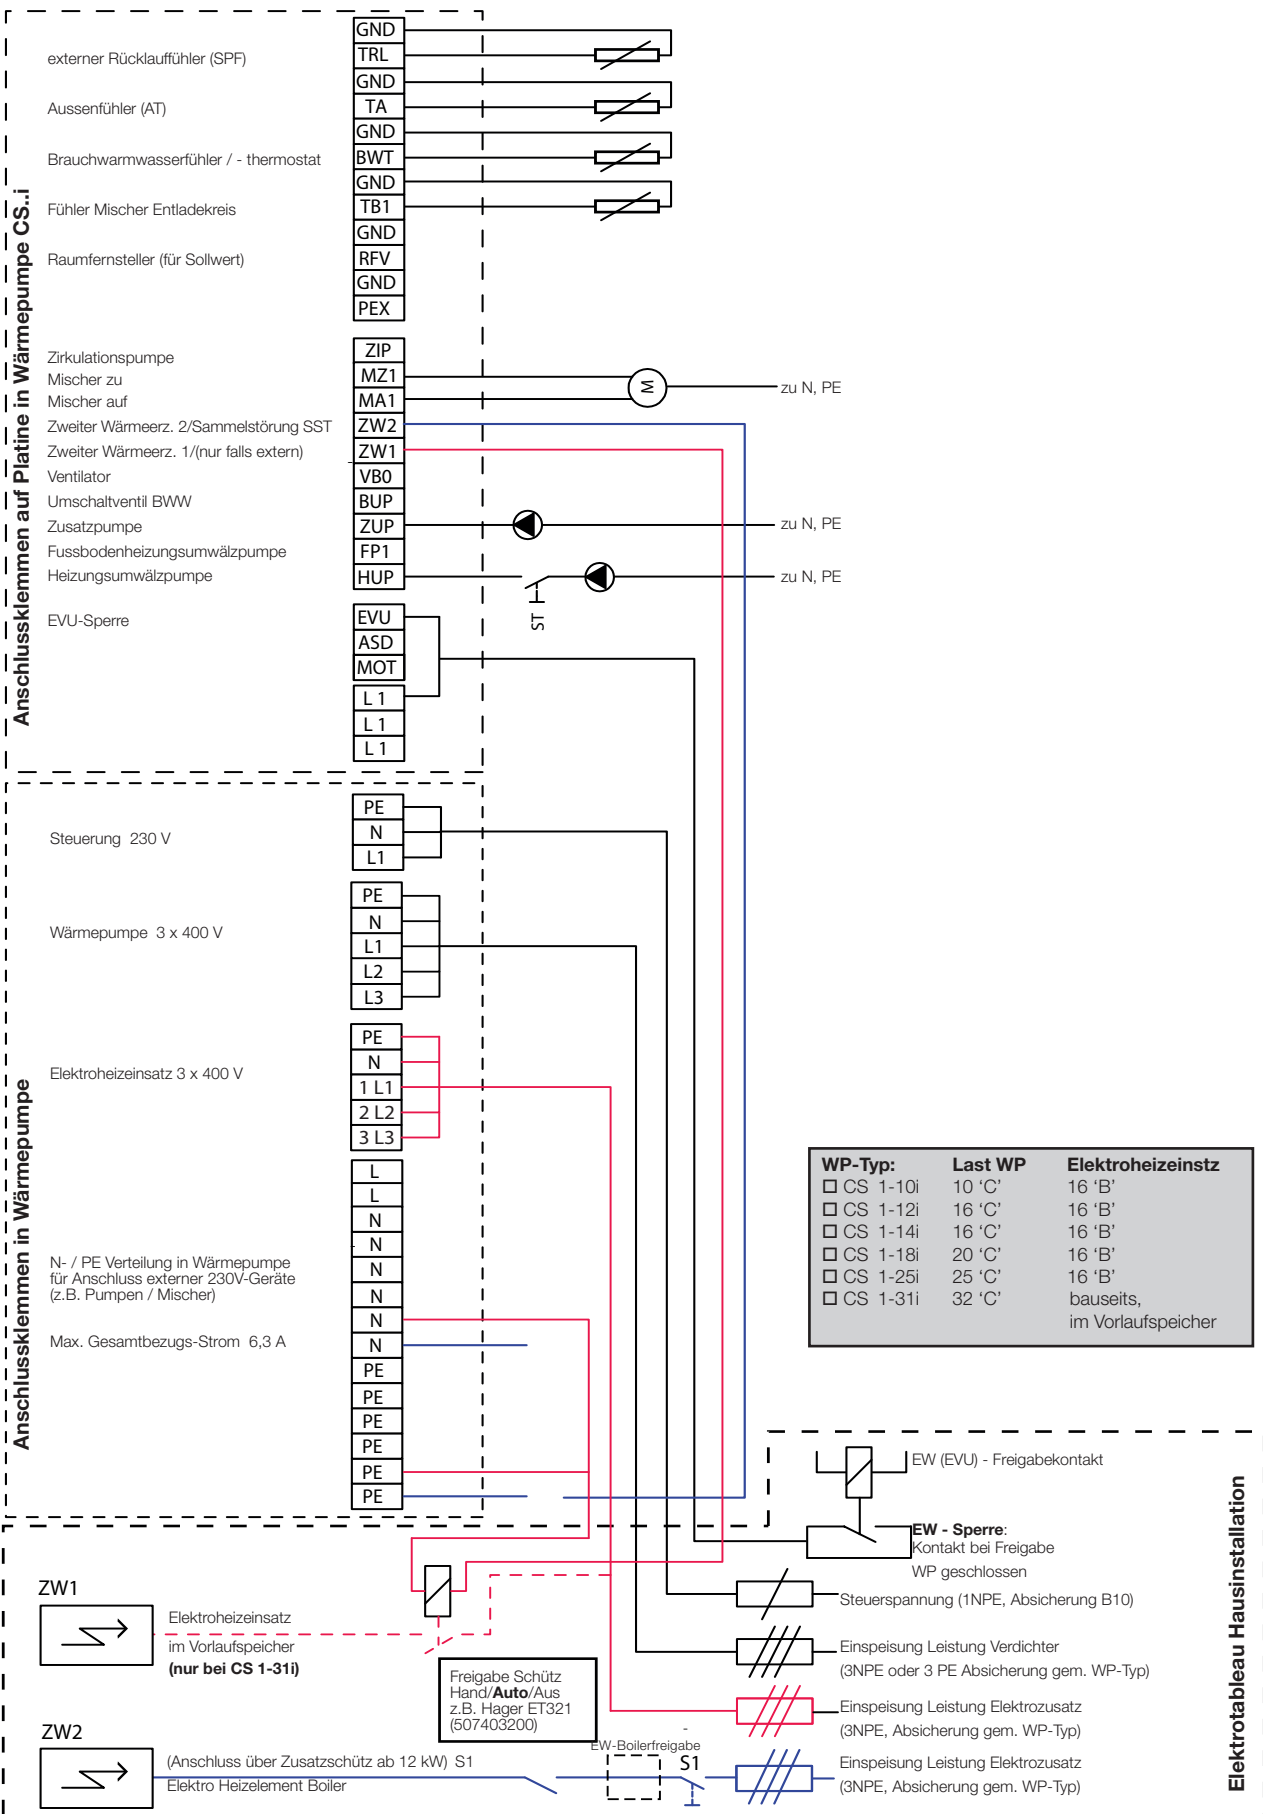 Anschlussklemmen auf Platine in Wärmepumpe CS..i
GND
externer Rücklauffühler (SPF) TRL
GND
Aussenfühler (AT) TA
GND
Brauchwarmwasserfühler / - thermostat BWT
GND
Fühler Mischer Entladekreis TB1
GND
Raumfernsteller (für Sollwert) RFV
GND
PEX
Zirkulationspumpe ZIP
Mischer zu MZ1
M zu N, PE
Mischer auf MA1
Zweiter Wärmeerz. 2/Sammelstörung SST ZW2
Zweiter Wärmeerz. 1/(nur falls extern) ZW1
Ventilator VB0
Umschaltventil BWW BUP
Zusatzpumpe ZUP zu N, PE
Fussbodenheizungsumwälzpumpe FP1
Heizungsumwälzpumpe HUP zu N, PE
ST
EVU-Sperre EVU
ASD
MOT
L 1
L 1
L 1
Anschlussklemmen in Wärmepumpe
PE
Steuerung 230 V N
L1
PE
N
Wärmepumpe 3 x 400 V L1
L2
L3
PE
N
Elektroheizeinsatz 3 x 400 V 1 L1
2 L2
3 L3
L
L
N
N
N- / PE Verteilung in Wärmepumpe
für Anschluss externer 230V-Geräte N
(z.B. Pumpen / Mischer) N
N
Max. Gesamtbezugs-Strom 6,3 A N
PE
PE
PE
PE
PE
PE
WP-Typ: Last WP Elektroheizeinstz
CS 1-10i 10 ‘C’ 16 ‘B’
CS 1-12i 16 ‘C’ 16 ‘B’
CS 1-14i 16 ‘C’ 16 ‘B’
CS 1-18i 20 ‘C’ 16 ‘B’
CS 1-25i 25 ‘C’ 16 ‘B’
CS 1-31i 32 ‘C’ bauseits,
im Vorlaufspeicher
Elektrotableau Hausinstallation
EW (EVU) - Freigabekontakt
EW - Sperre:
Kontakt bei Freigabe
WP geschlossen
Steuerspannung (1NPE, Absicherung B10)
Einspeisung Leistung Verdichter
(3NPE oder 3 PE Absicherung gem. WP-Typ)
Einspeisung Leistung Elektrozusatz
(3NPE, Absicherung gem. WP-Typ)
Einspeisung Leistung Elektrozusatz
(3NPE, Absicherung gem. WP-Typ)
ZW1
Elektroheizeinsatz
im Vorlaufspeicher
(nur bei CS 1-31i)
Freigabe Schütz
Hand/Auto/Aus
z.B. Hager ET321
(507403200)
ZW2
(Anschluss über Zusatzschütz ab 12 kW) S1
Elektro Heizelement Boiler
EW-Boilerfreigabe
S1